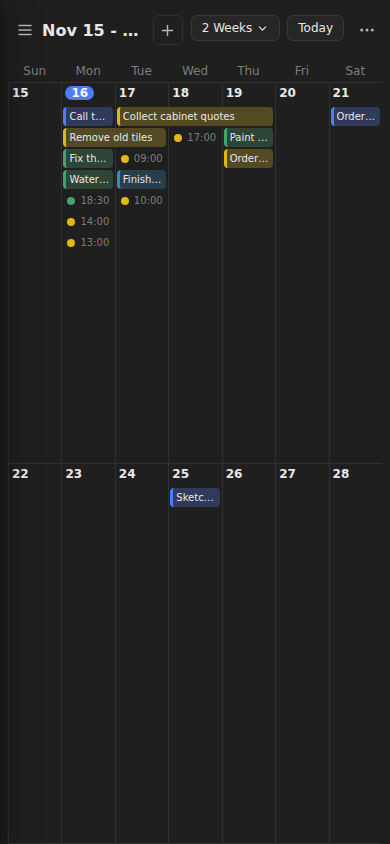 Nov 15 - ...
2 Weeks
Today
Sun Mon Tue Wed Thu Fri Sat
15 16 17 18 19 20 21
Call t... Collect cabinet quotes Order...
Remove old tiles 17:00 Paint ...
Fix th... 09:00 Order...
Water... Finish...
18:30 10:00
14:00
13:00
22 23 24 25 26 27 28
Sketc...